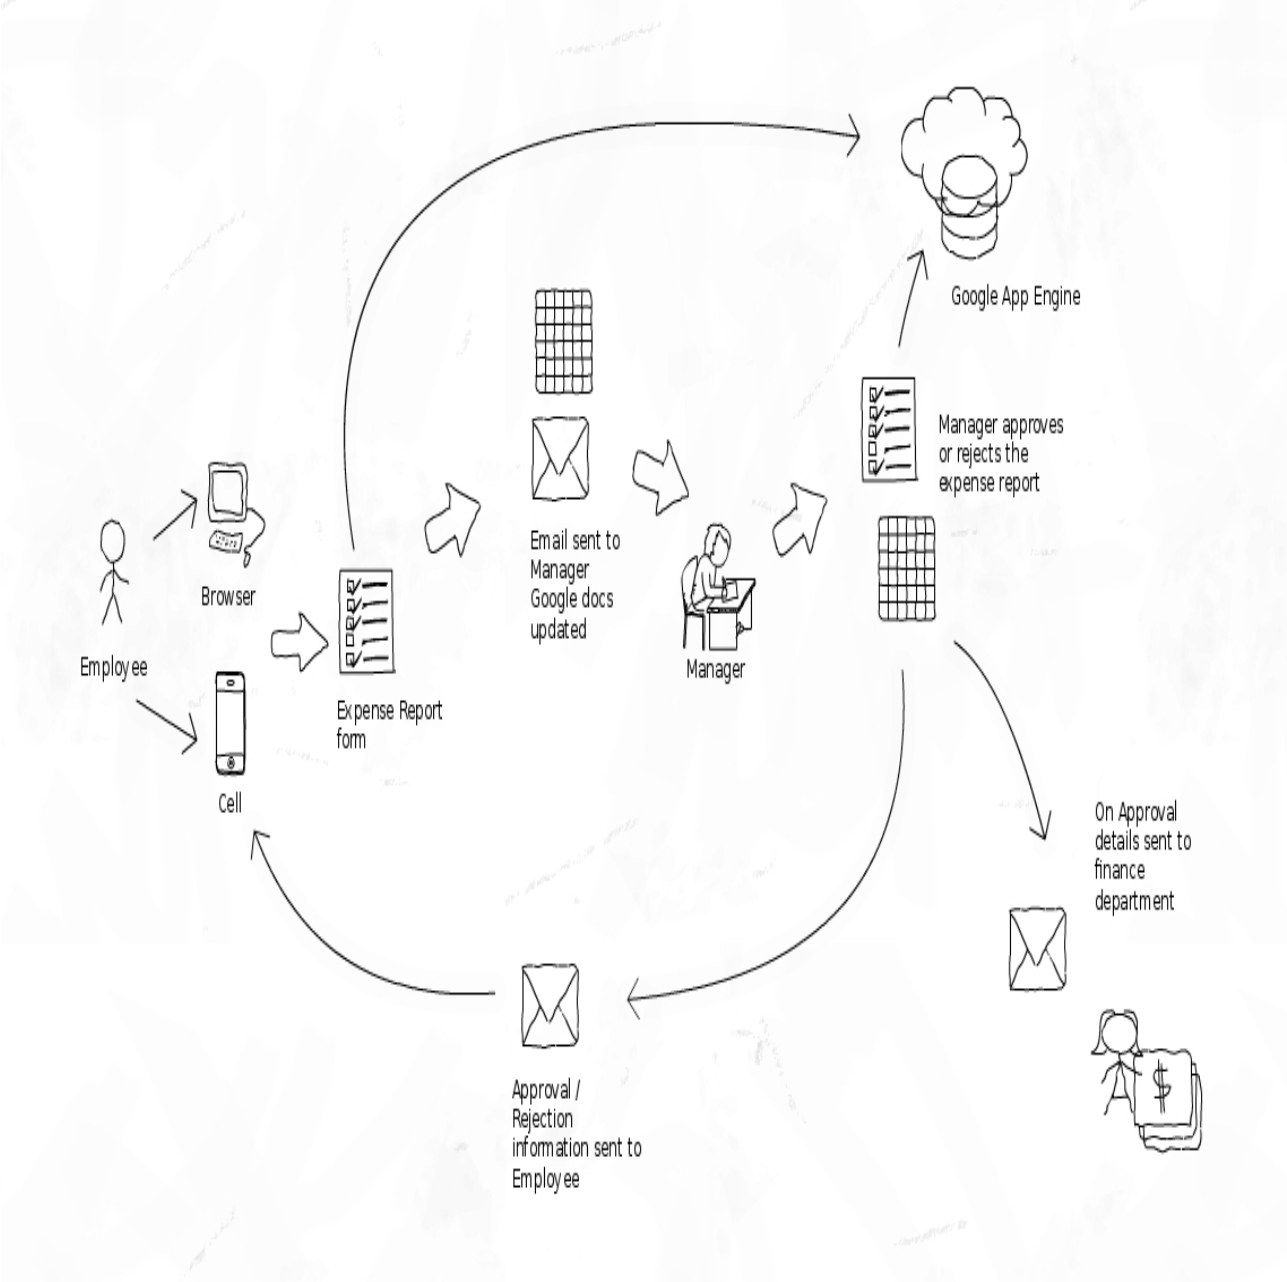 Google App Engine
Manager approves
or rejects the
expense report
Email sent to
Manager
Google docs
updated
Browser
Employee
Manager
Expense Report
form
Cell
On Approval
details sent to
finance
department
$
Approval /
Rejection
information sent to
Employee